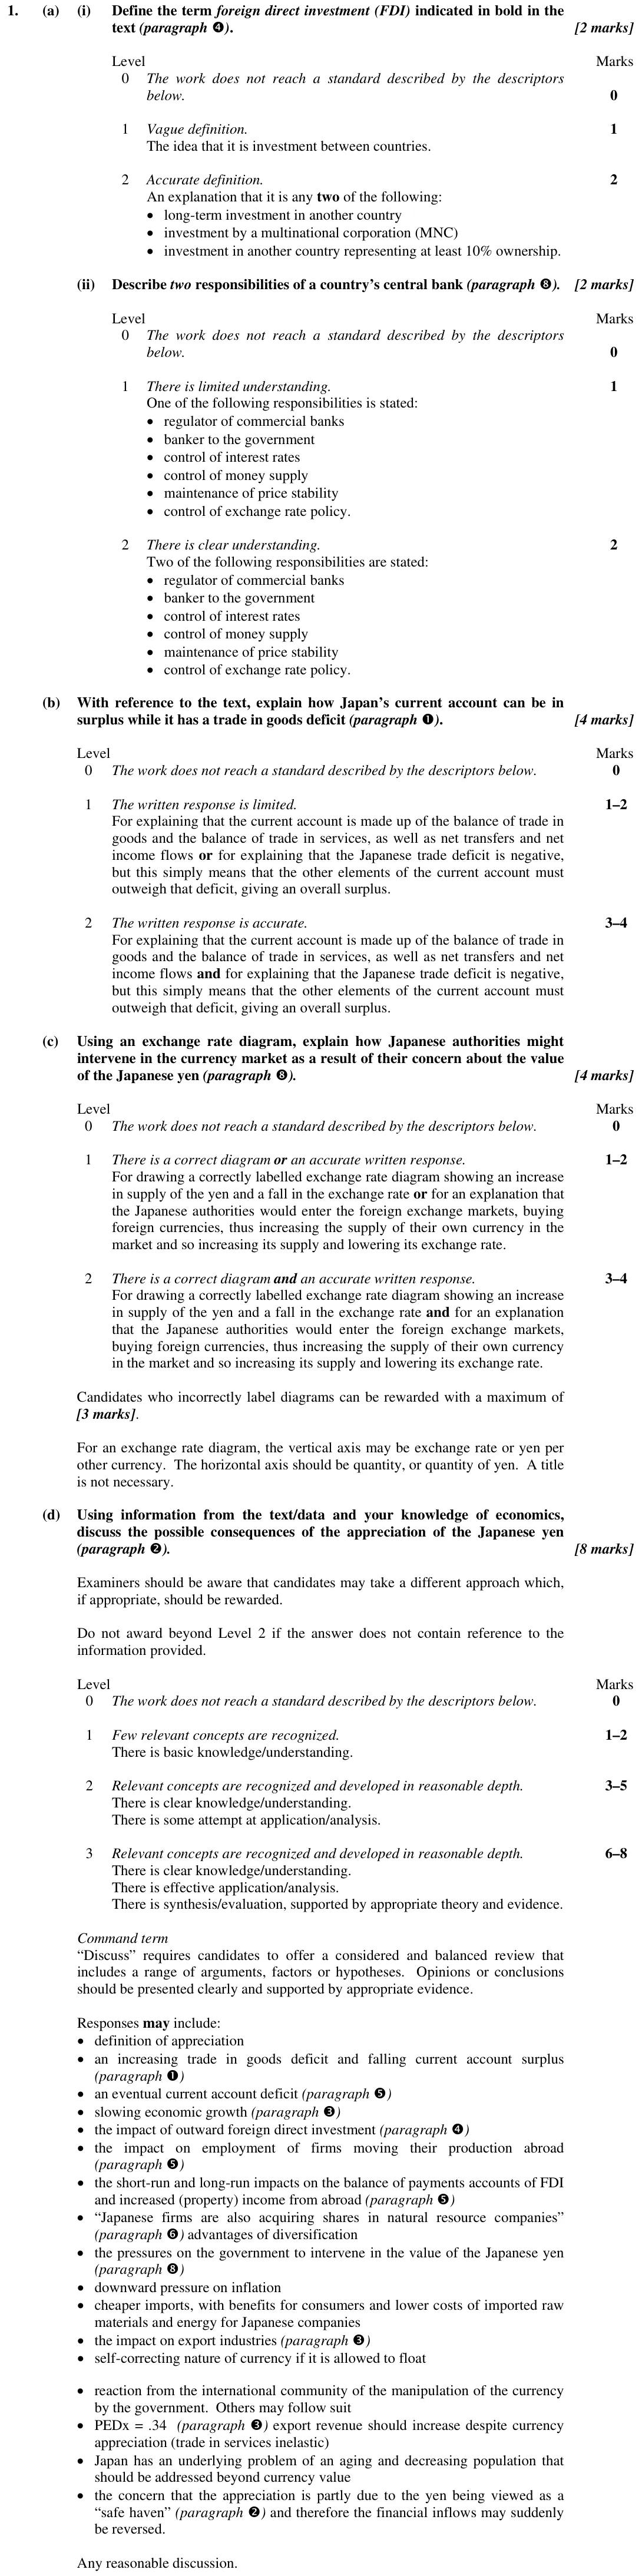 1. (a) (i) Define the term foreign direct investment (FDI) indicated in bold in the
text (paragraph ❹). [2 marks]
Level Marks
0 The work does not reach a standard described by the descriptors
below. 0
1 Vague definition. 1
The idea that it is investment between countries.
2 Accurate definition. 2
An explanation that it is any two of the following:
• long-term investment in another country
• investment by a multinational corporation (MNC)
• investment in another country representing at least 10% ownership.
(ii) Describe two responsibilities of a country's central bank (paragraph ❽). [2 marks]
Level Marks
0 The work does not reach a standard described by the descriptors
below. 0
1 There is limited understanding. 1
One of the following responsibilities is stated:
• regulator of commercial banks
• banker to the government
• control of interest rates
• control of money supply
• maintenance of price stability
• control of exchange rate policy.
2 There is clear understanding. 2
Two of the following responsibilities are stated:
• regulator of commercial banks
• banker to the government
• control of interest rates
• control of money supply
• maintenance of price stability
• control of exchange rate policy.
(b) With reference to the text, explain how Japan's current account can be in
surplus while it has a trade in goods deficit (paragraph ❶). [4 marks]
Level Marks
0 The work does not reach a standard described by the descriptors below. 0
1 The written response is limited. 1–2
For explaining that the current account is made up of the balance of trade in
goods and the balance of trade in services, as well as net transfers and net
income flows or for explaining that the Japanese trade deficit is negative,
but this simply means that the other elements of the current account must
outweigh that deficit, giving an overall surplus.
2 The written response is accurate. 3–4
For explaining that the current account is made up of the balance of trade in
goods and the balance of trade in services, as well as net transfers and net
income flows and for explaining that the Japanese trade deficit is negative,
but this simply means that the other elements of the current account must
outweigh that deficit, giving an overall surplus.
(c) Using an exchange rate diagram, explain how Japanese authorities might
intervene in the currency market as a result of their concern about the value
of the Japanese yen (paragraph ❽). [4 marks]
Level Marks
0 The work does not reach a standard described by the descriptors below. 0
1 There is a correct diagram or an accurate written response. 1–2
For drawing a correctly labelled exchange rate diagram showing an increase
in supply of the yen and a fall in the exchange rate or for an explanation that
the Japanese authorities would enter the foreign exchange markets, buying
foreign currencies, thus increasing the supply of their own currency in the
market and so increasing its supply and lowering its exchange rate.
2 There is a correct diagram and an accurate written response. 3–4
For drawing a correctly labelled exchange rate diagram showing an increase
in supply of the yen and a fall in the exchange rate and for an explanation
that the Japanese authorities would enter the foreign exchange markets,
buying foreign currencies, thus increasing the supply of their own currency
in the market and so increasing its supply and lowering its exchange rate.
Candidates who incorrectly label diagrams can be rewarded with a maximum of
[3 marks].
For an exchange rate diagram, the vertical axis may be exchange rate or yen per
other currency. The horizontal axis should be quantity, or quantity of yen. A title
is not necessary.
(d) Using information from the text/data and your knowledge of economics,
discuss the possible consequences of the appreciation of the Japanese yen
(paragraph ❷). [8 marks]
Examiners should be aware that candidates may take a different approach which,
if appropriate, should be rewarded.
Do not award beyond Level 2 if the answer does not contain reference to the
information provided.
Level Marks
0 The work does not reach a standard described by the descriptors below. 0
1 Few relevant concepts are recognized. 1–2
There is basic knowledge/understanding.
2 Relevant concepts are recognized and developed in reasonable depth. 3–5
There is clear knowledge/understanding.
There is some attempt at application/analysis.
3 Relevant concepts are recognized and developed in reasonable depth. 6–8
There is clear knowledge/understanding.
There is effective application/analysis.
There is synthesis/evaluation, supported by appropriate theory and evidence.
Command term
"Discuss" requires candidates to offer a considered and balanced review that
includes a range of arguments, factors or hypotheses. Opinions or conclusions
should be presented clearly and supported by appropriate evidence.
Responses may include:
• definition of appreciation
• an increasing trade in goods deficit and falling current account surplus
(paragraph ❶)
• an eventual current account deficit (paragraph ❺)
• slowing economic growth (paragraph ❸)
• the impact of outward foreign direct investment (paragraph ❹)
• the impact on employment of firms moving their production abroad
(paragraph ❺)
• the short-run and long-run impacts on the balance of payments accounts of FDI
and increased (property) income from abroad (paragraph ❺)
• "Japanese firms are also acquiring shares in natural resource companies"
(paragraph ❻) advantages of diversification
• the pressures on the government to intervene in the value of the Japanese yen
(paragraph ❽)
• downward pressure on inflation
• cheaper imports, with benefits for consumers and lower costs of imported raw
materials and energy for Japanese companies
• the impact on export industries (paragraph ❸)
• self-correcting nature of currency if it is allowed to float
• reaction from the international community of the manipulation of the currency
by the government. Others may follow suit
• PEDx = .34 (paragraph ❸) export revenue should increase despite currency
appreciation (trade in services inelastic)
• Japan has an underlying problem of an aging and decreasing population that
should be addressed beyond currency value
• the concern that the appreciation is partly due to the yen being viewed as a
"safe haven" (paragraph ❷) and therefore the financial inflows may suddenly
be reversed.
Any reasonable discussion.